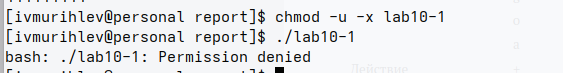 [ivmurihlev@personal report]$ chmod -u -x lab10-1
[ivmurihlev@personal report]$ ./lab10-1
bash: ./lab10-1: Permission denied